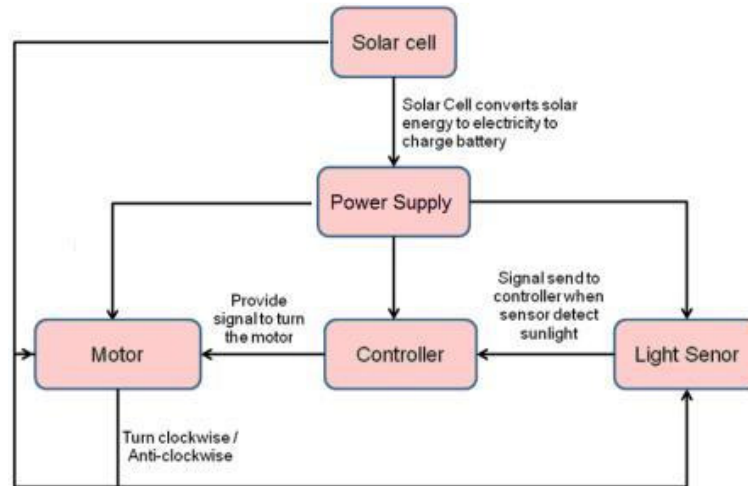 Solar cell
Solar Cell converts solar
energy to electricity to
charge battery
Power Supply
Signal send to
controller when
sensor detect
sunlight
Provide
signal to turn
the motor
Motor
Controller
Light Senor
Turn clockwise /
Anti-clockwise